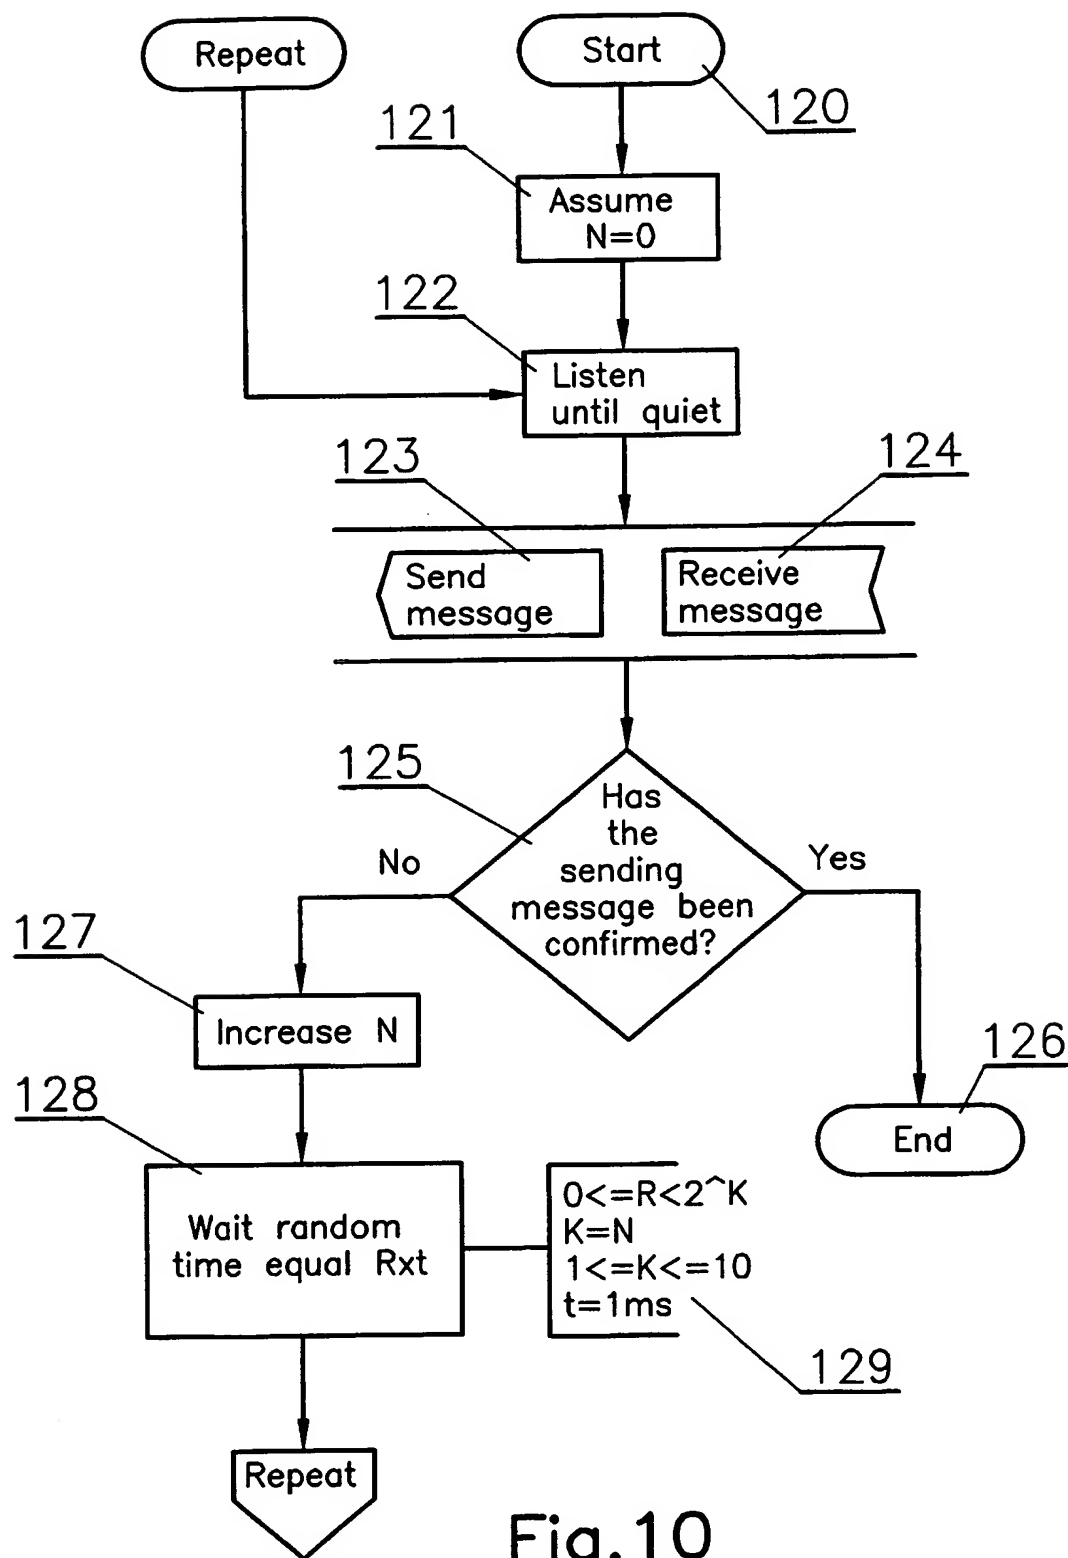 Repeat
Start
120
121
Assume
N=0
122
Listen
until quiet
123
124
Send
message
Receive
message
125
Has
the
sending
message been
confirmed?
No
Yes
127
Increase N
126
End
128
Wait random
time equal Rxt
0<=R<2^K
K=N
1<=K<=10
t=1ms
129
Repeat
Fig.10